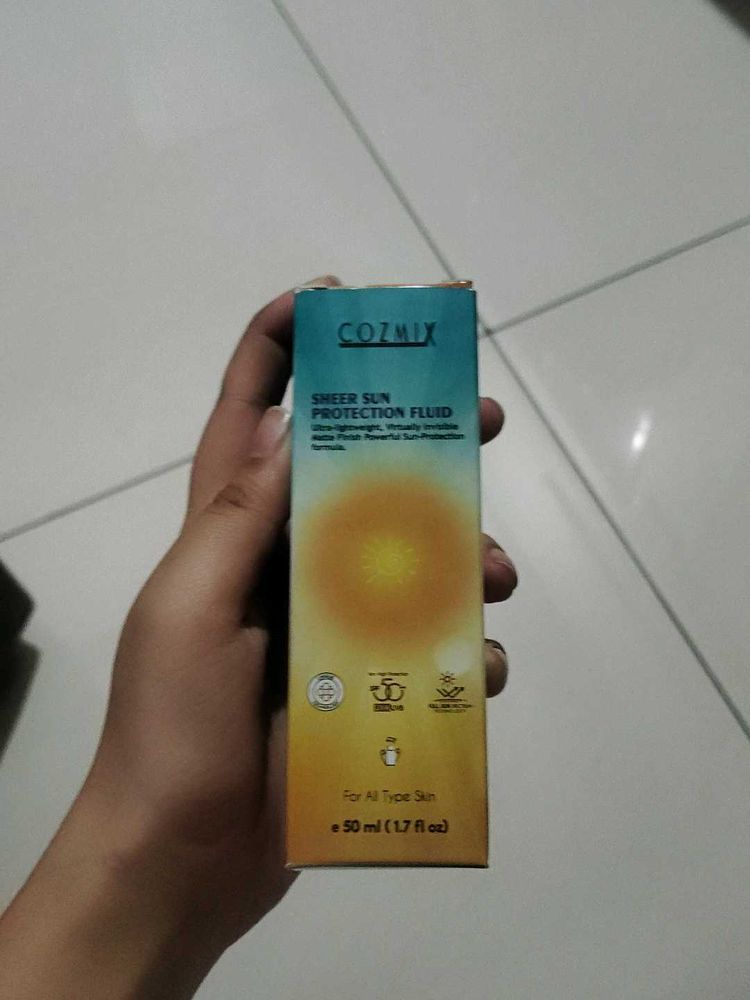 COZMIX
SHEER SUN
PROTECTION FLUID
Ultra-lightweight, Virtually Invisible
Matte Finish Powerful Sun-Protection
formula.
50
For All Type Skin
e 50 ml ( 1.7 fl oz)